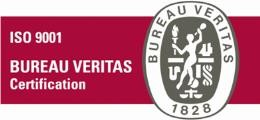 ISO 9001
BUREAU VERITAS
Certification
BUREAU VERITAS
1828